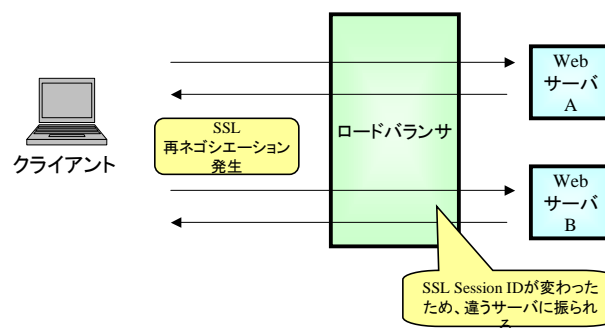 Web
サーバ
A
SSL
再ネゴシエーション
発生
ロードバランサ
クライアント
Web
サーバ
B
SSL Session IDが変わった
ため、違うサーバに振られ
る